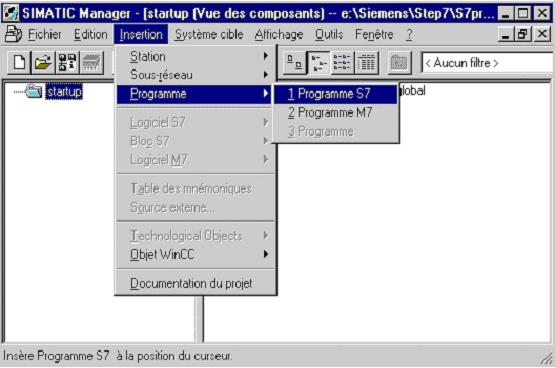 SIMATIC Manager - [startup (Vue des composants) -- e:\Siemens\Step7\S7pr...
Fichier Edition Insertion Système cible Affichage Outils Fenêtre ?
< Aucun filtre >
startup
Station
Sous-réseau
Programme
Logiciel S7
Bloc S7
Logiciel M7
Table des mnémoniques
Source externe...
Technological Objects
Objet WinCC
Documentation du projet
1 Programme S7
2 Programme M7
3 Programme
global
Insère Programme S7 à la position du curseur.